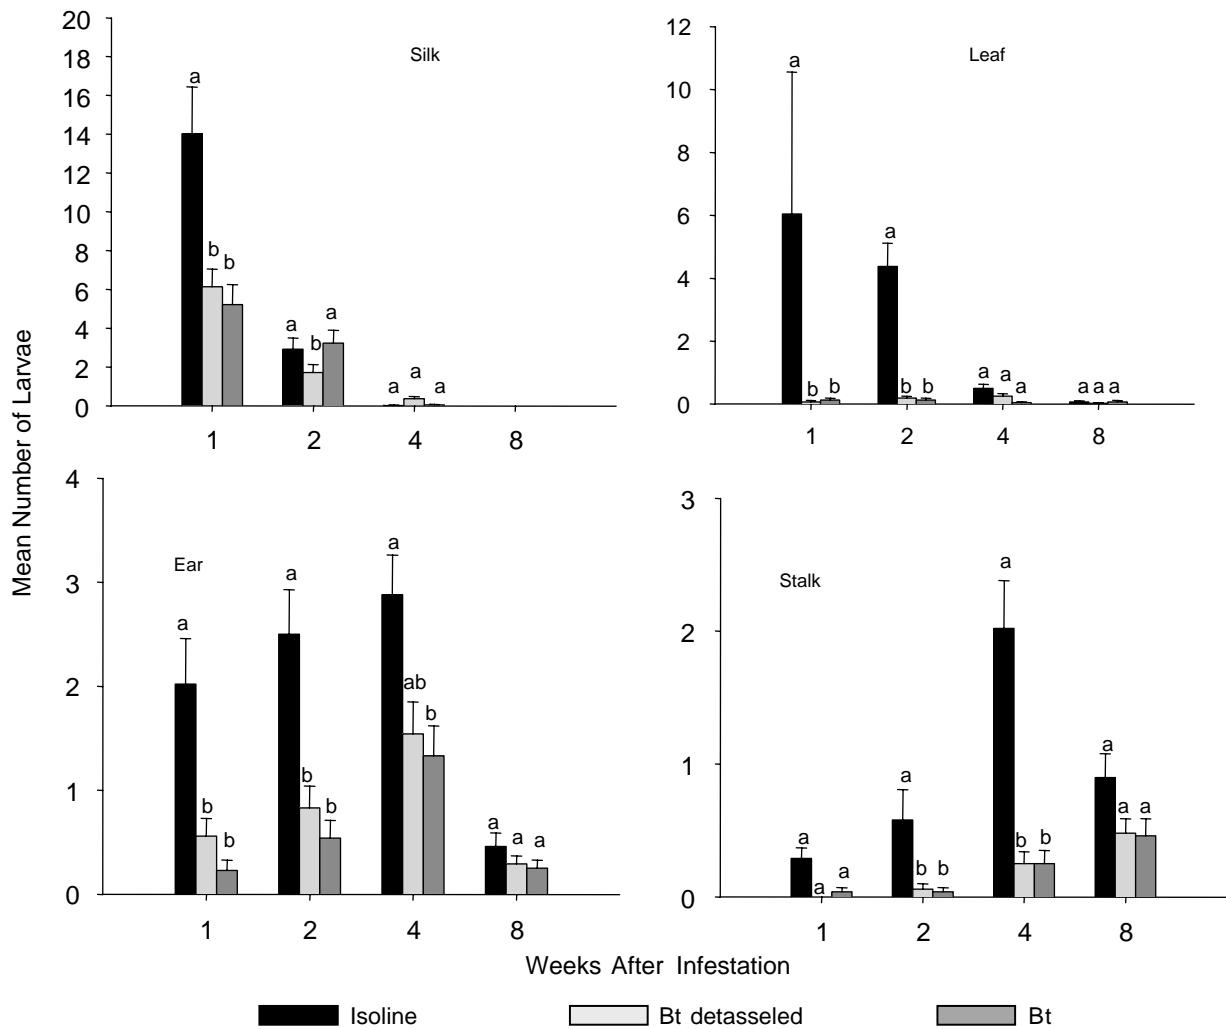 Mean Number of Larvae
Silk
20
18
16
14
12
10
8
6
4
2
0
a
b b
a
b
a
a a a
1 2 4 8
Leaf
12
10
8
6
4
2
0
a
b b
a
b b
a a a
a a a
1 2 4 8
Ear
4
3
2
1
0
a
b
b
a
b
b
a
ab
b
a a a
1 2 4 8
Stalk
3
2
1
0
a
a
a
a
b b
a
b b
a
a a
1 2 4 8
Weeks After Infestation
Isoline Bt detasseled Bt